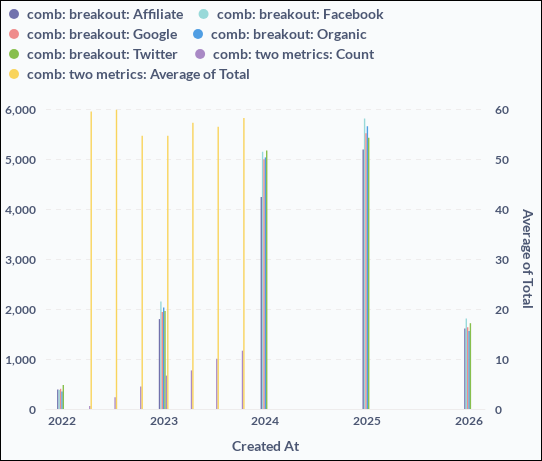 comb: breakout: Affiliate comb: breakout: Facebook
comb: breakout: Google comb: breakout: Organic
comb: breakout: Twitter comb: two metrics: Count
comb: two metrics: Average of Total
6,000 60
5,000 50
4,000 40
3,000 30
2,000 20
1,000 10
0 0
Average of Total
2022 2023 2024 2025 2026
Created At